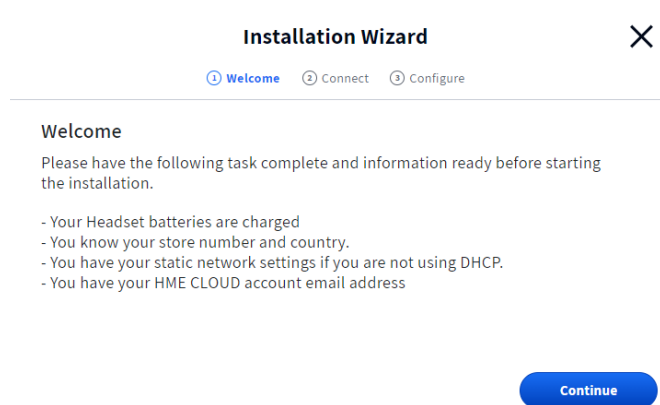 Installation Wizard
1 Welcome 2 Connect 3 Configure
Welcome
Please have the following task complete and information ready before starting
the installation.
- Your Headset batteries are charged
- You know your store number and country.
- You have your static network settings if you are not using DHCP.
- You have your HME CLOUD account email address
Continue